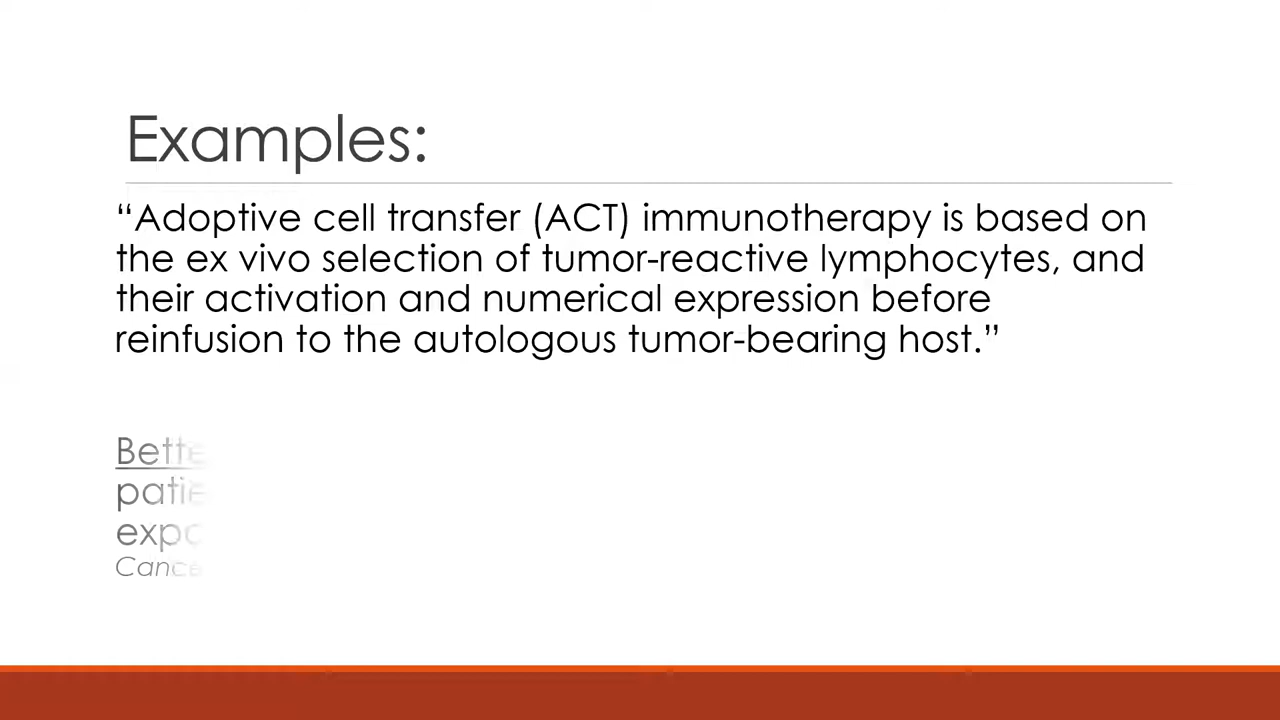 Examples:
“Adoptive cell transfer (ACT) immunotherapy is based on
the ex vivo selection of tumor-reactive lymphocytes, and
their activation and numerical expression before
reinfusion to the autologous tumor-bearing host.”